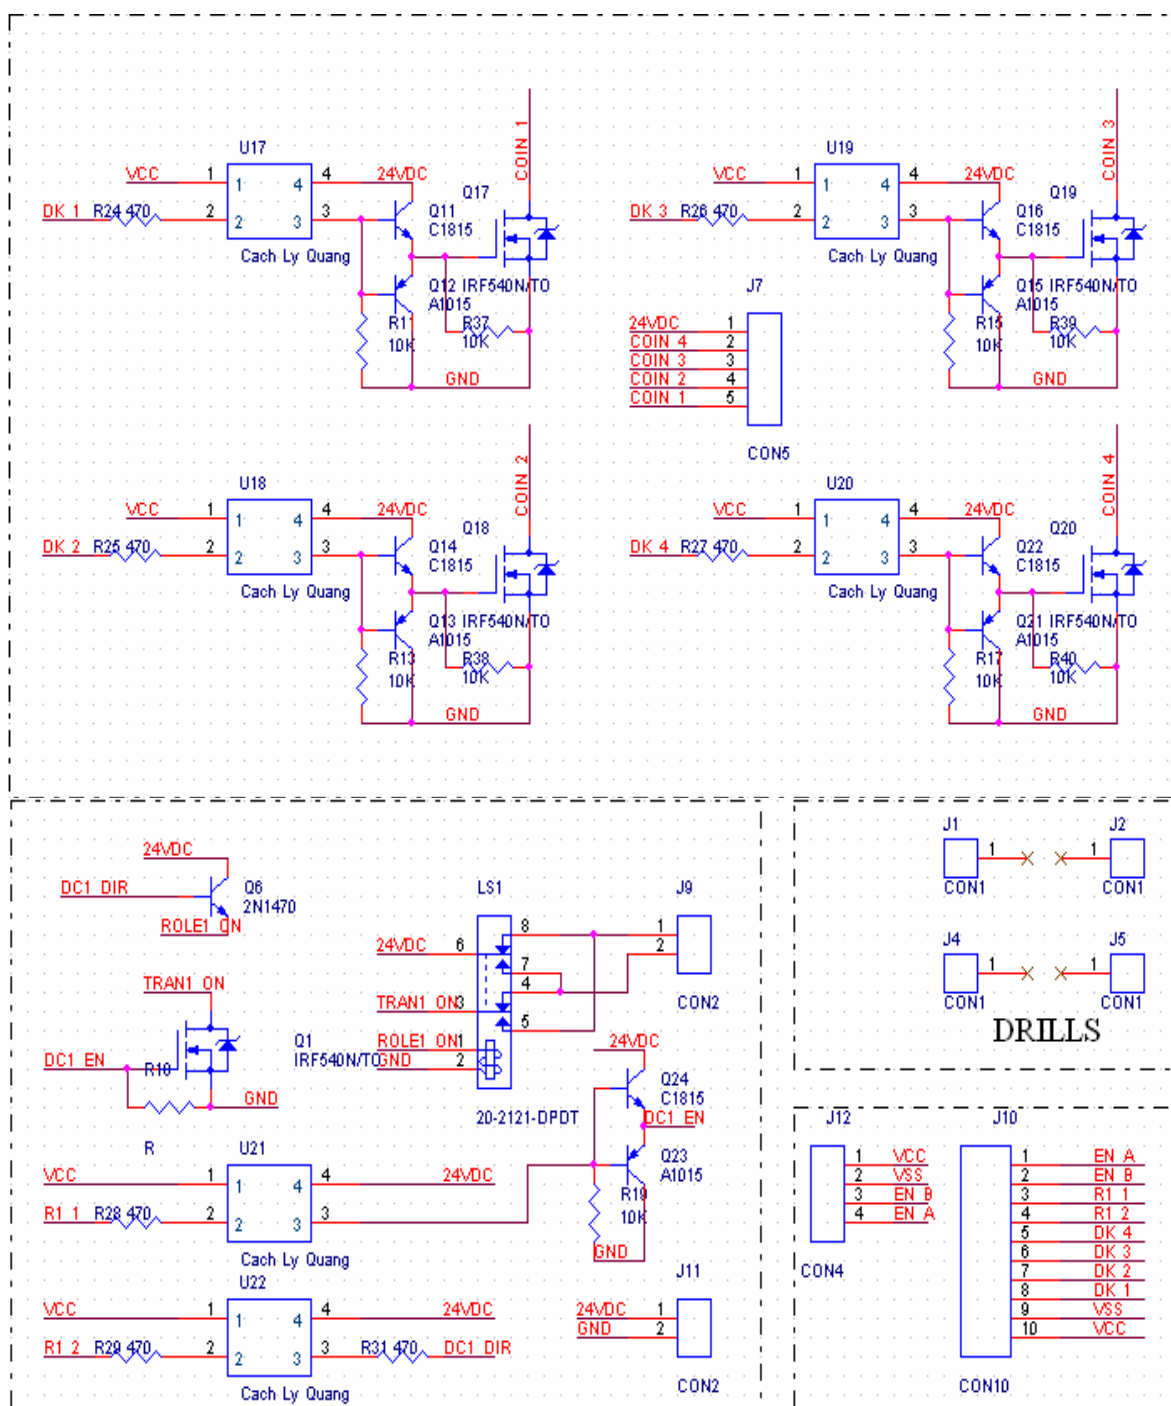 COIN 1
COIN 3
U17
VCC 1 1 4 4 24VDC
Q17
DK 1 R24 470 2 2 3 3
Q11
C1815
Cach Ly Quang
Q12 IRF540N/TO
A1015
R11
10K
R37
10K
GND
U19
VCC 1 1 4 4 24VDC
Q19
DK 3 R26 470 2 2 3 3
Q16
C1815
Cach Ly Quang
Q15 IRF540N/TO
A1015
R15
10K
R39
10K
GND
J7
24VDC 1
COIN 4 2
COIN 3 3
COIN 2 4
COIN 1 5
CON5
COIN 2
COIN 4
U18
VCC 1 1 4 4 24VDC
Q18
DK 2 R25 470 2 2 3 3
Q14
C1815
Cach Ly Quang
Q13 IRF540N/TO
A1015
R13
10K
R38
10K
GND
U20
VCC 1 1 4 4 24VDC
Q20
DK 4 R27 470 2 2 3 3
Q22
C1815
Cach Ly Quang
Q21 IRF540N/TO
A1015
R17
10K
R40
10K
GND
24VDC
DC1 DIR
Q6
2N1470
ROLE1 ON
TRAN1 ON
DC1 EN
Q1
IRF540N/TO
R18
GND
R
LS1
24VDC 6
TRAN1 ON 3
ROLE1 ON 1
GND 2
8
7
4
5
20-2121-DPDT
J9
1
2
CON2
24VDC
Q24
C1815
DC1 EN
Q23
A1015
R19
10K
GND
U21
VCC 1 1 4 4 24VDC
R1 1 R28 470 2 2 3 3
Cach Ly Quang
U22
VCC 1 1 4 4 24VDC
R1 2 R29 470 2 2 3 3 R31 470 DC1 DIR
Cach Ly Quang
J11
24VDC 1
GND 2
CON2
J1
1
CON1
J2
1
CON1
J4
1
CON1
J5
1
CON1
DRILLS
J12
1 VCC
2 VSS
3 EN B
4 EN A
CON4
J10
1 EN A
2 EN B
3 R1 1
4 R1 2
5 DK 4
6 DK 3
7 DK 2
8 DK 1
9 VSS
10 VCC
CON10